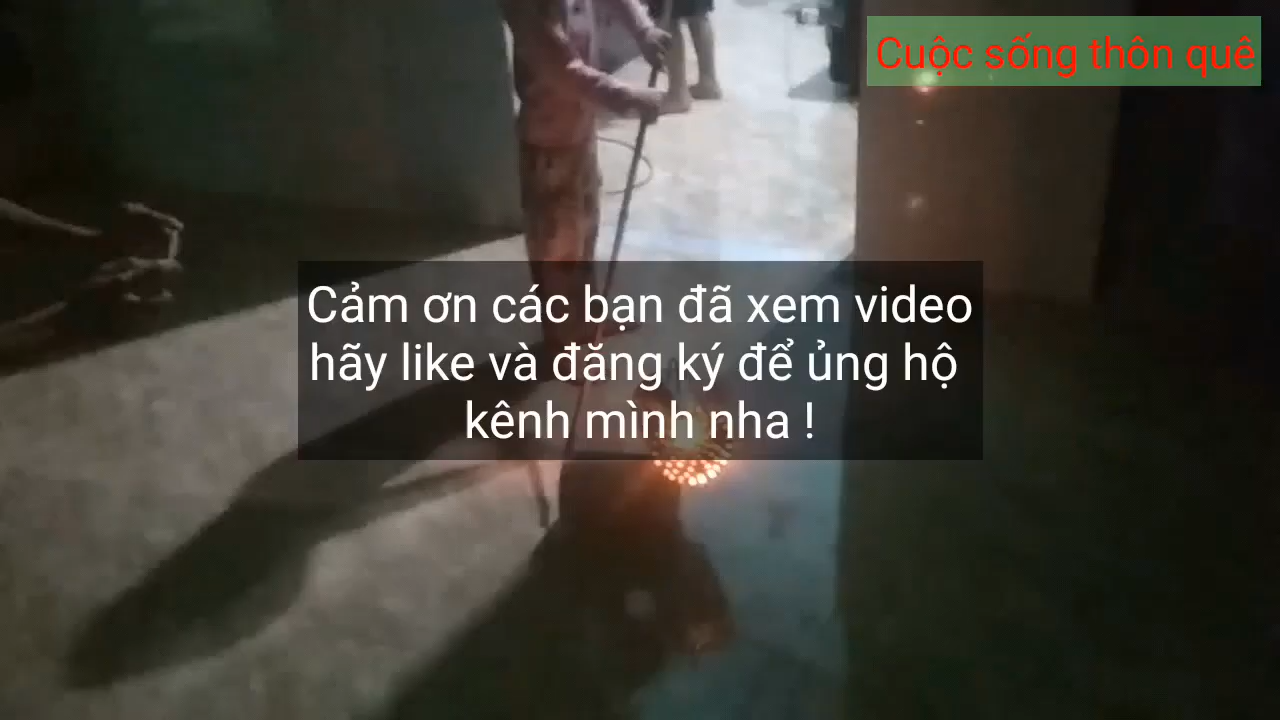 Cuộc sống thôn quê
Cảm ơn các bạn đã xem video
hãy like và đăng ký để ủng hộ
kênh mình nha !